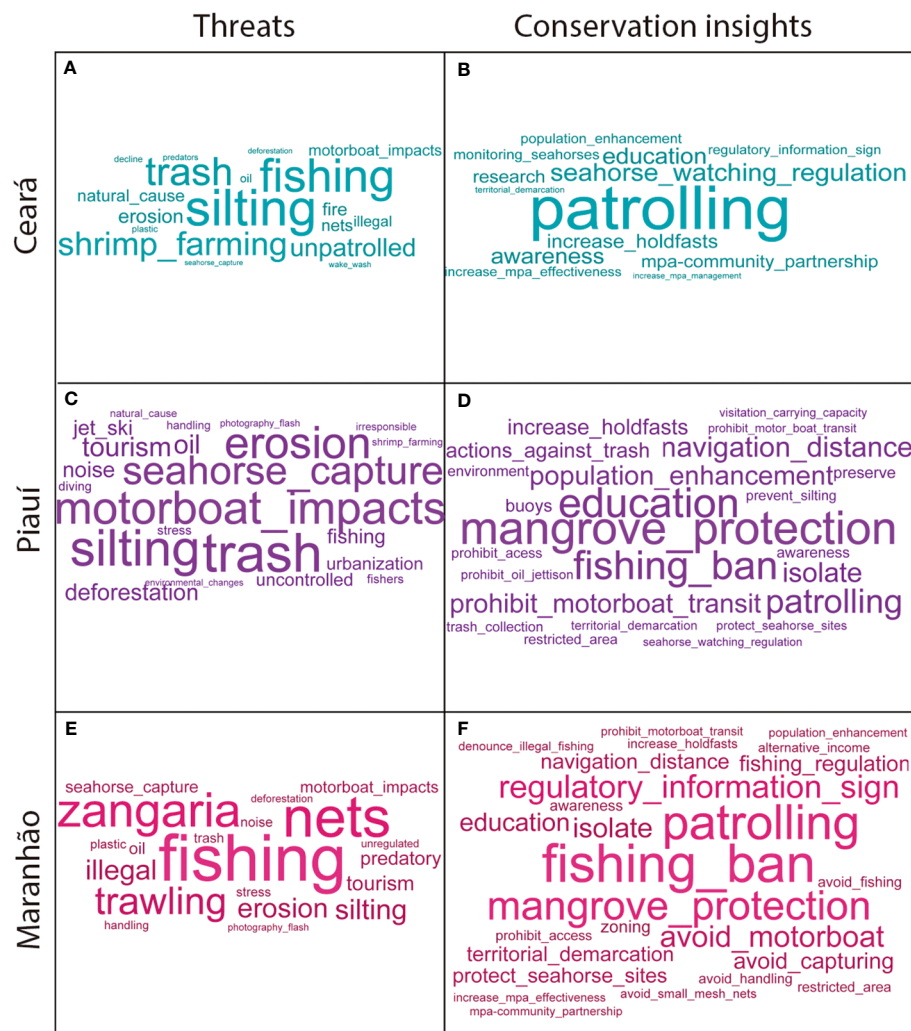 Threats Conservation insights
Ceará
A
decline predators deforestation motorboat_impacts
trash oil fishing
natural_cause silting fire
erosion nets illegal
plastic
shrimp_farming unpatrolled
seahorse_capture wake_wash
B
population_enhancement
monitoring_seahorses education regulatory_information_sign
research seahorse_watching_regulation
territorial_demarcation patrolling
increase_holdfasts
awareness mpa-community_partnership
increase_mpa_effectiveness increase_mpa_management
Piauí
C
natural_cause
jet_ski handling photography_flash irresponsible
tourism oil erosion shrimp_farming
noise seahorse_capture
diving
motorboat_impacts
stress
silting trash fishing
urbanization
environmental_changes uncontrolled fishers
deforestation
D
visitation_carrying_capacity
increase_holdfasts prohibit_motor_boat_transit
actions_against_trash navigation_distance
environment population_enhancement preserve
buoys education prevent_silting
mangrove_protection
prohibit_acess fishing_ban awareness
prohibit_oil_jettison isolate
prohibit_motorboat_transit patrolling
trash_collection territorial_demarcation protect_seahorse_sites
restricted_area seahorse_watching_regulation
Maranhão
E
seahorse_capture motorboat_impacts
zangaria deforestation nets
noise
plastic oil trash fishing unregulated
illegal predatory
stress tourism
trawling erosion silting
handling photography_flash
F
prohibit_motorboat_transit population_enhancement
denounce_illegal_fishing increase_holdfasts alternative_income
navigation_distance fishing_regulation
regulatory_information_sign
awareness
education isolate patrolling
fishing_ban
avoid_fishing
mangrove_protection
prohibit_access zoning avoid_motorboat
territorial_demarcation avoid_capturing
protect_seahorse_sites avoid_handling restricted_area
increase_mpa_effectiveness avoid_small_mesh_nets
mpa-community_partnership